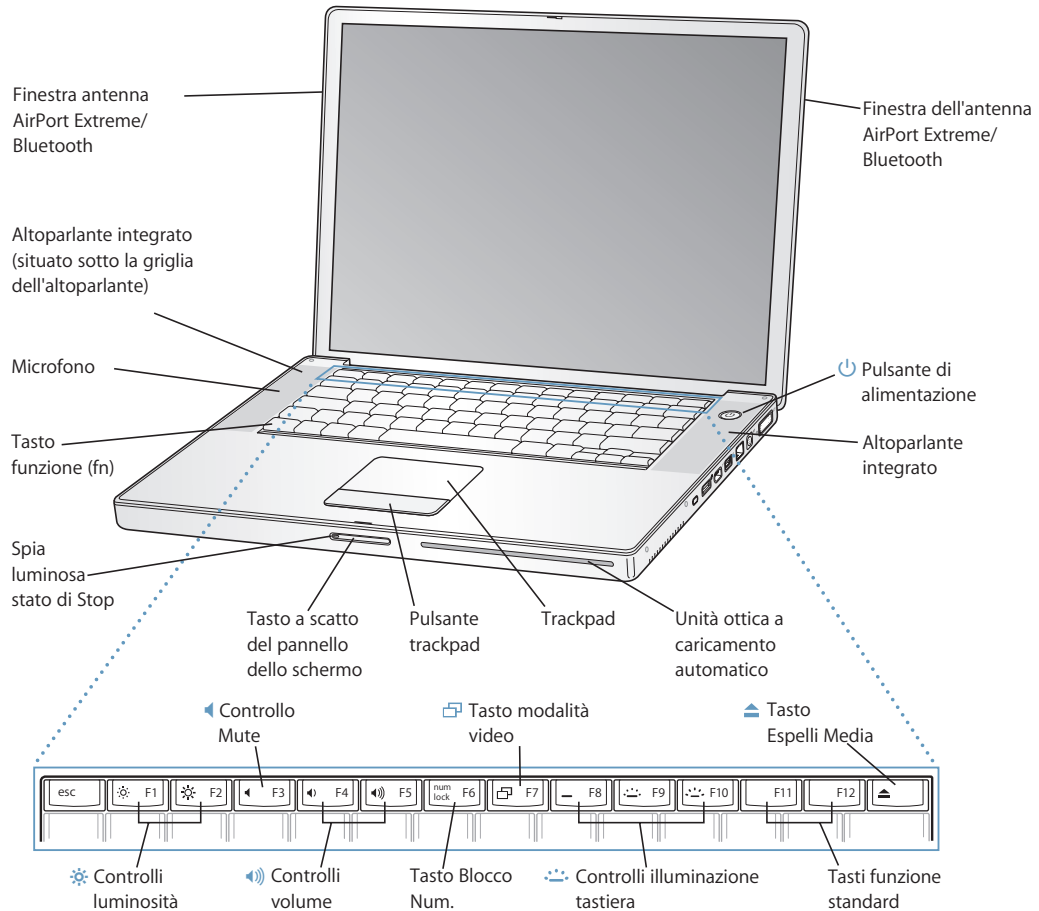 Finestra antenna
AirPort Extreme/
Bluetooth
Finestra dell'antenna
AirPort Extreme/
Bluetooth
Altoparlante integrato
(situato sotto la griglia
dell'altoparlante)
Microfono
Tasto
funzione (fn)
Pulsante di
alimentazione
Altoparlante
integrato
Spia
luminosa
stato di Stop
Tasto a scatto
del pannello
dello schermo
Pulsante
trackpad
Trackpad
Unità ottica a
caricamento
automatico
Controllo
Mute
Tasto modalità
video
Tasto
Espelli Media
esc
F1
F2
F3
F4
F5
num
lock
F6
F7
F8
F9
F10
F11
F12
Controlli
luminosità
Controlli
volume
Tasto Blocco
Num.
Controlli illuminazione
tastiera
Tasti funzione
standard